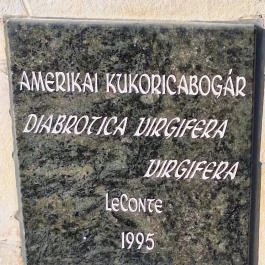 AMERIKAI KUKORICABOGÁR
DIABROTICA VIRGIFERA
VIRGIFERA
LeConte
1995